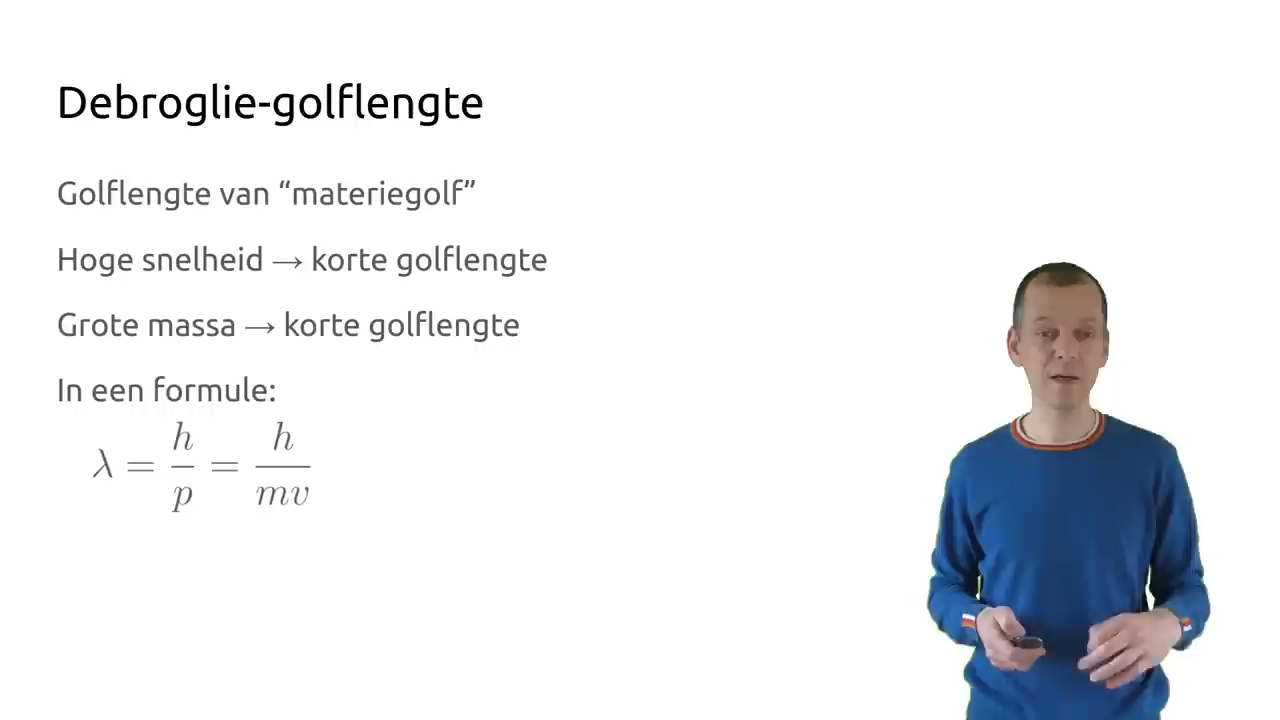 Debroglie-golflengte
Golflengte van “materiegolf”
Hoge snelheid → korte golflengte
Grote massa → korte golflengte
In een formule:
λ = h/p = h/mv